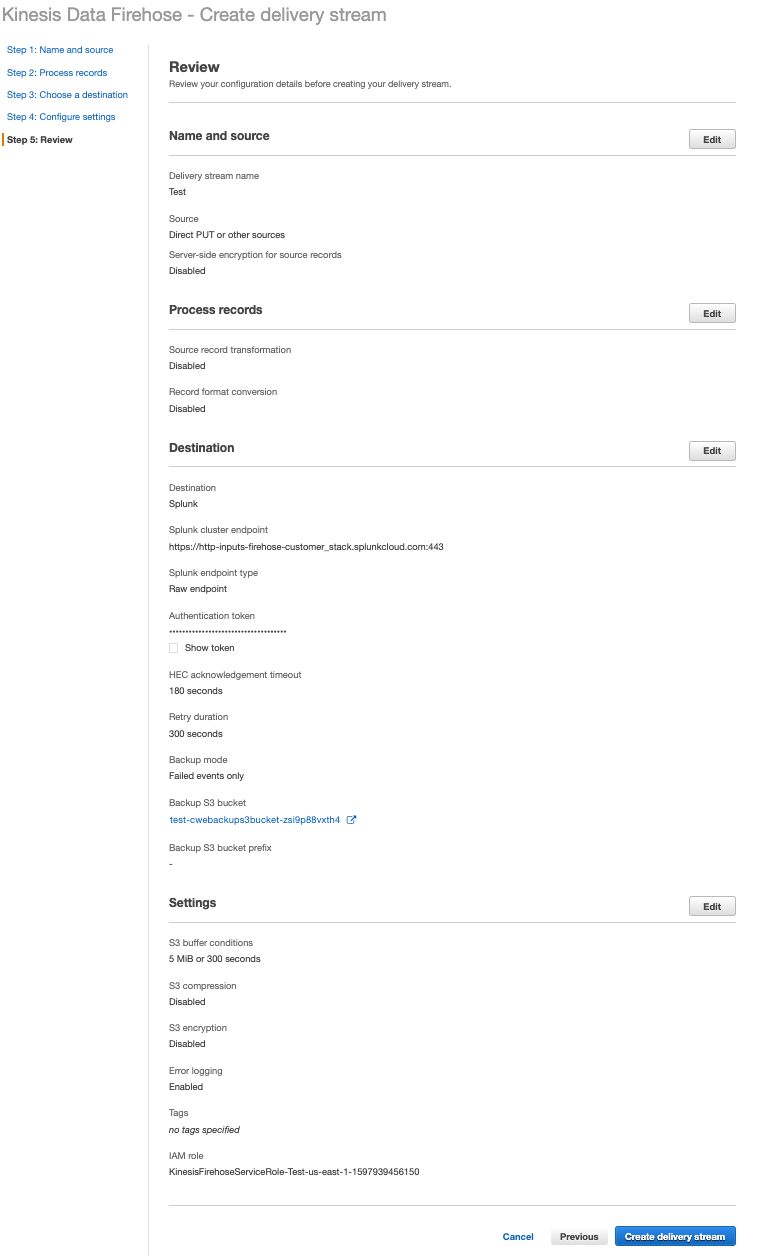 Kinesis Data Firehose - Create delivery stream
Step 1: Name and source
Step 2: Process records
Step 3: Choose a destination
Step 4: Configure settings
Step 5: Review
Review
Review your configuration details before creating your delivery stream.
Name and source
Edit
Delivery stream name
Test
Source
Direct PUT or other sources
Server-side encryption for source records
Disabled
Process records
Edit
Source record transformation
Disabled
Record format conversion
Disabled
Destination
Edit
Destination
Splunk
Splunk cluster endpoint
https://http-inputs-firehose-customer_stack.splunkcloud.com:443
Splunk endpoint type
Raw endpoint
Authentication token
••••••••••••••••••••••••••••••••••••
Show token
HEC acknowledgement timeout
180 seconds
Retry duration
300 seconds
Backup mode
Failed events only
Backup S3 bucket
test-cwebackups3bucket-zsi9p88vxth4
Backup S3 bucket prefix
-
Settings
Edit
S3 buffer conditions
5 MiB or 300 seconds
S3 compression
Disabled
S3 encryption
Disabled
Error logging
Enabled
Tags
no tags specified
IAM role
KinesisFirehoseServiceRole-Test-us-east-1-1597939456150
Cancel
Previous
Create delivery stream